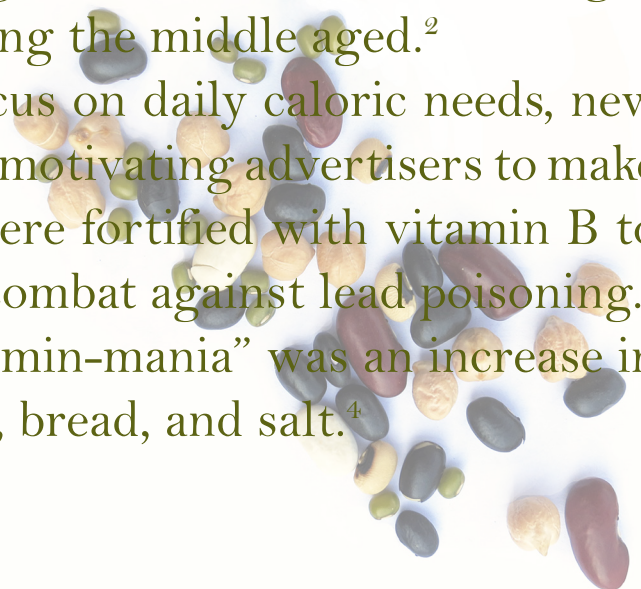 ng the middle aged.²
cus on daily caloric needs, new
motivating advertisers to make
ere fortified with vitamin B to
combat against lead poisoning.
min-mania” was an increase in
, bread, and salt.⁴